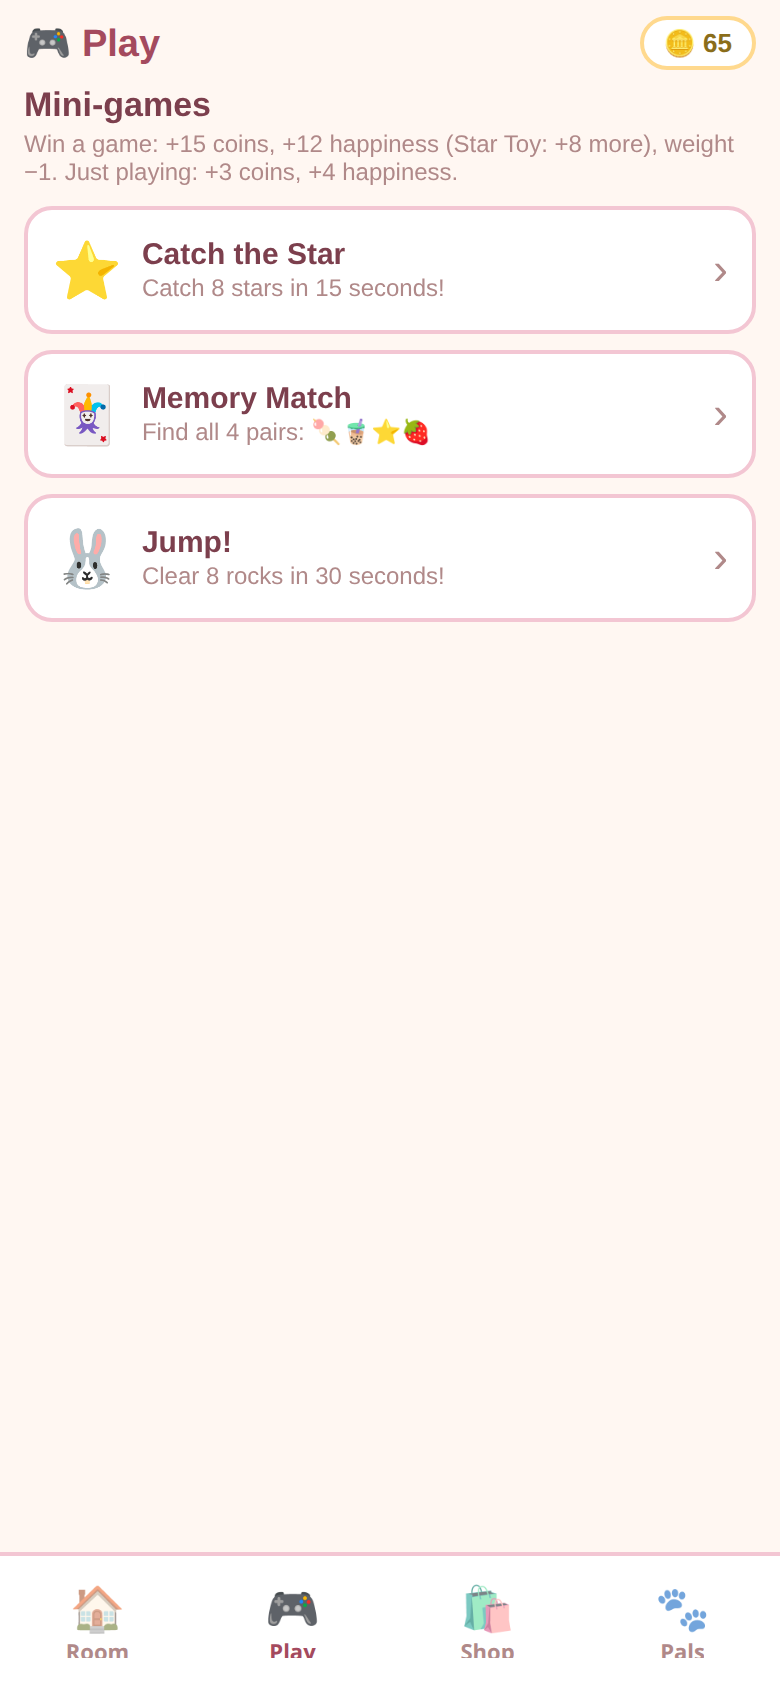 Play
65
Mini-games
Win a game: +15 coins, +12 happiness (Star Toy: +8 more), weight
−1. Just playing: +3 coins, +4 happiness.
Catch the Star
Catch 8 stars in 15 seconds!
Memory Match
Find all 4 pairs: 🍡🧋⭐🍓
Jump!
Clear 8 rocks in 30 seconds!
Room
Play
Shop
Pals